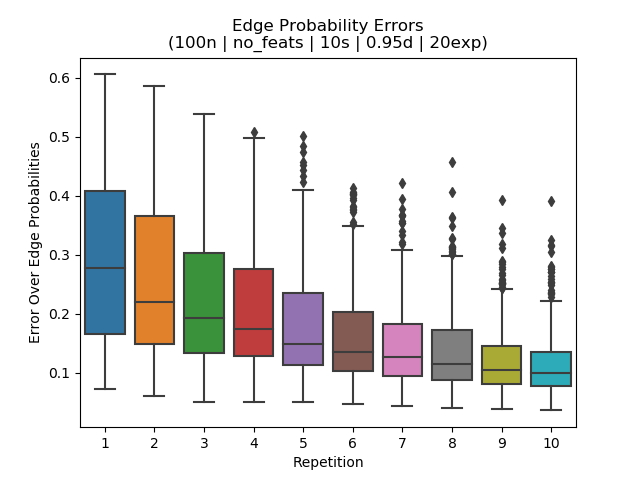 Edge Probability Errors
(100n | no_feats | 10s | 0.95d | 20exp)
Error Over Edge Probabilities
0.6
0.5
0.4
0.3
0.2
0.1
1 2 3 4 5 6 7 8 9 10
Repetition